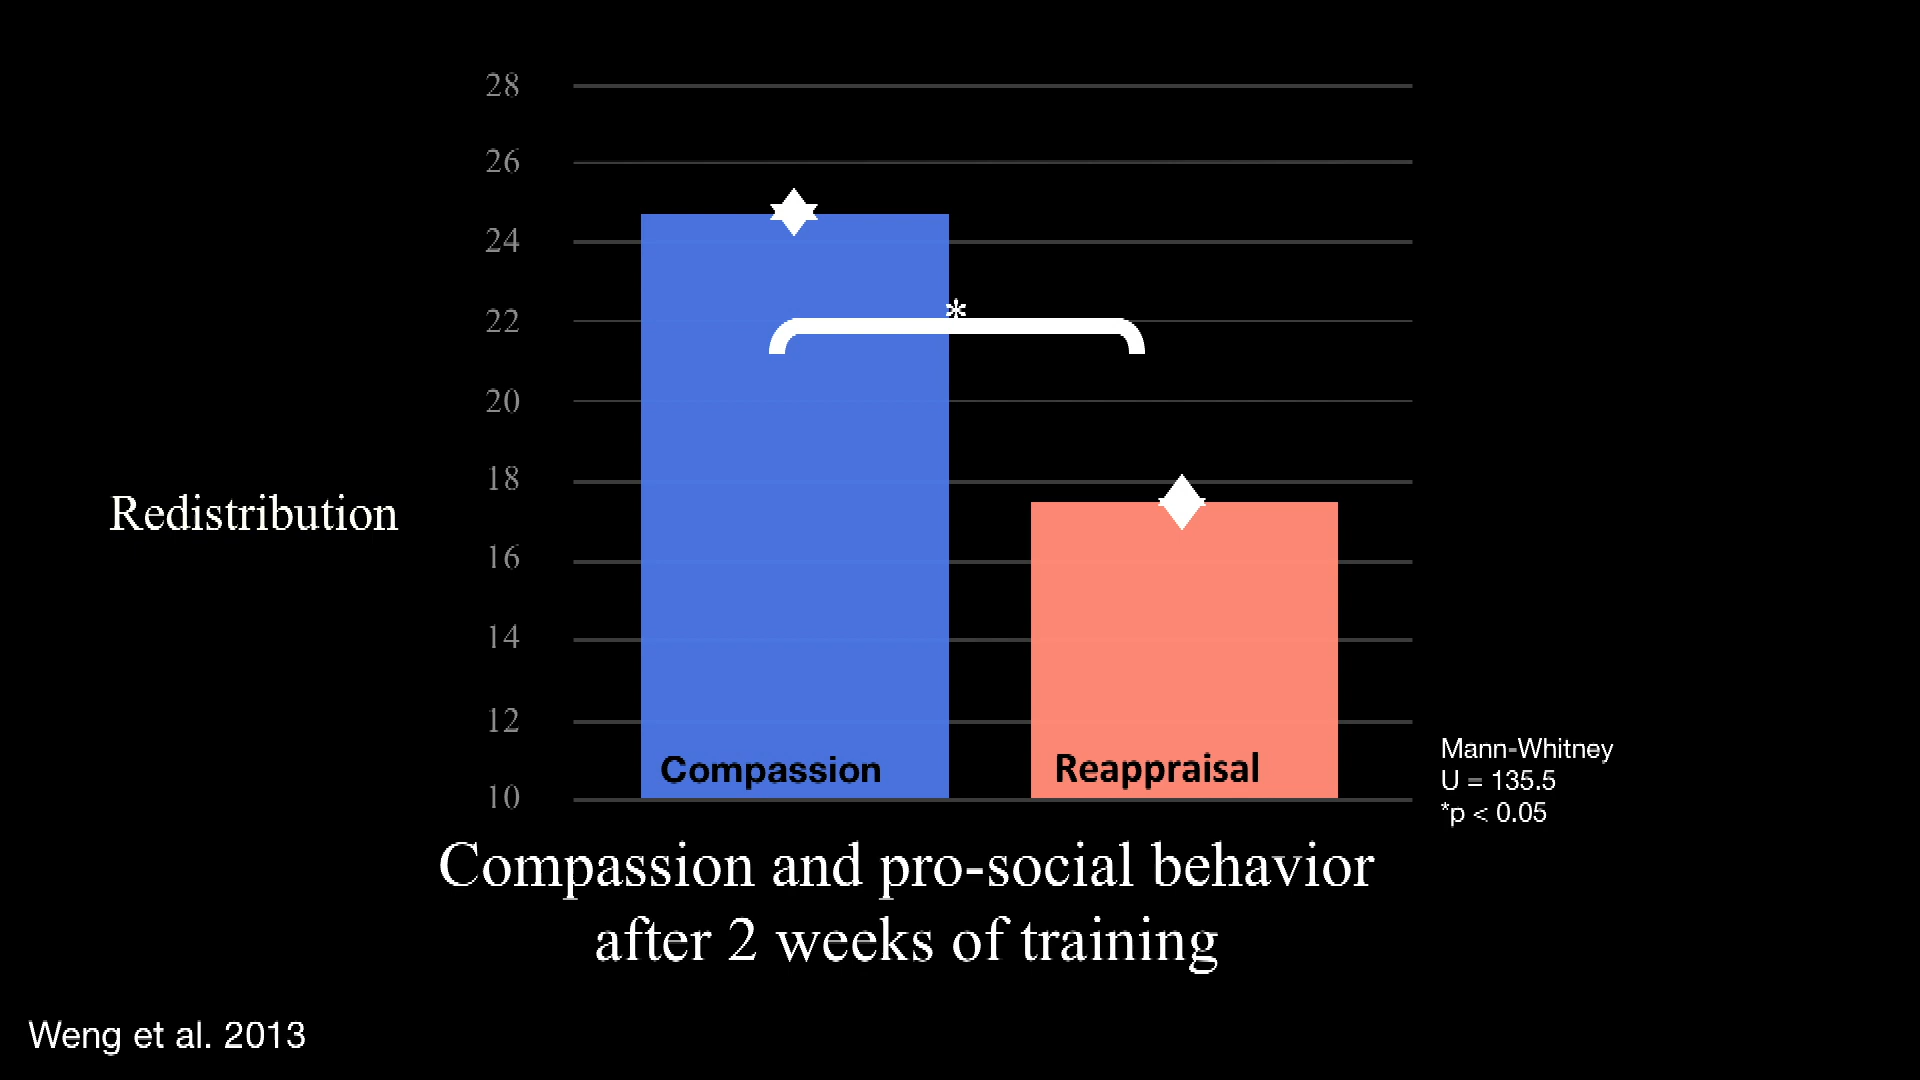 28
26
24
*
22
20
18
Redistribution
16
14
12
Compassion
Reappraisal
10
Mann-Whitney
U = 135.5
*p < 0.05
Compassion and pro-social behavior
after 2 weeks of training
Weng et al. 2013